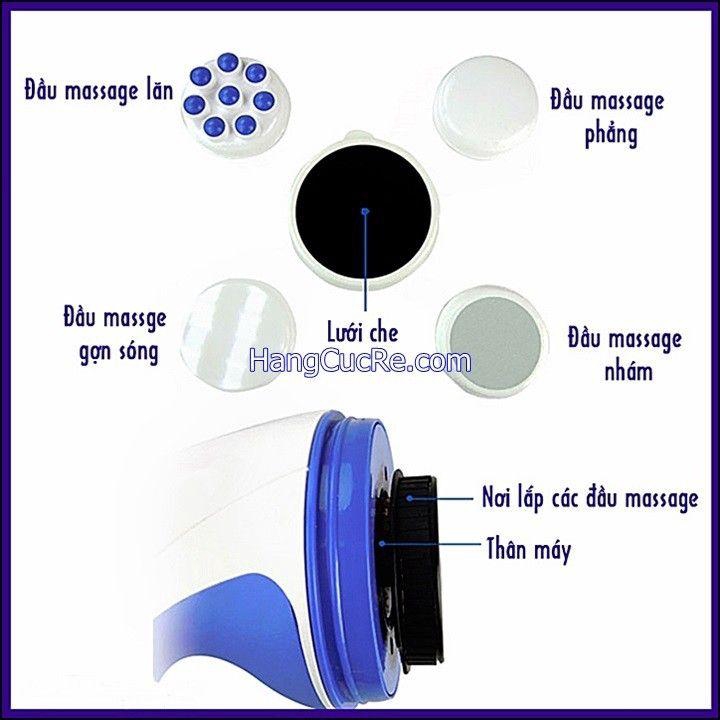 Đầu massage lăn
Đầu massage
phẳng
Đầu massge
gợn sóng
Lưới che
HangCucRe.com
Đầu massage
nhám
Nơi lắp các đầu massage
Thân máy